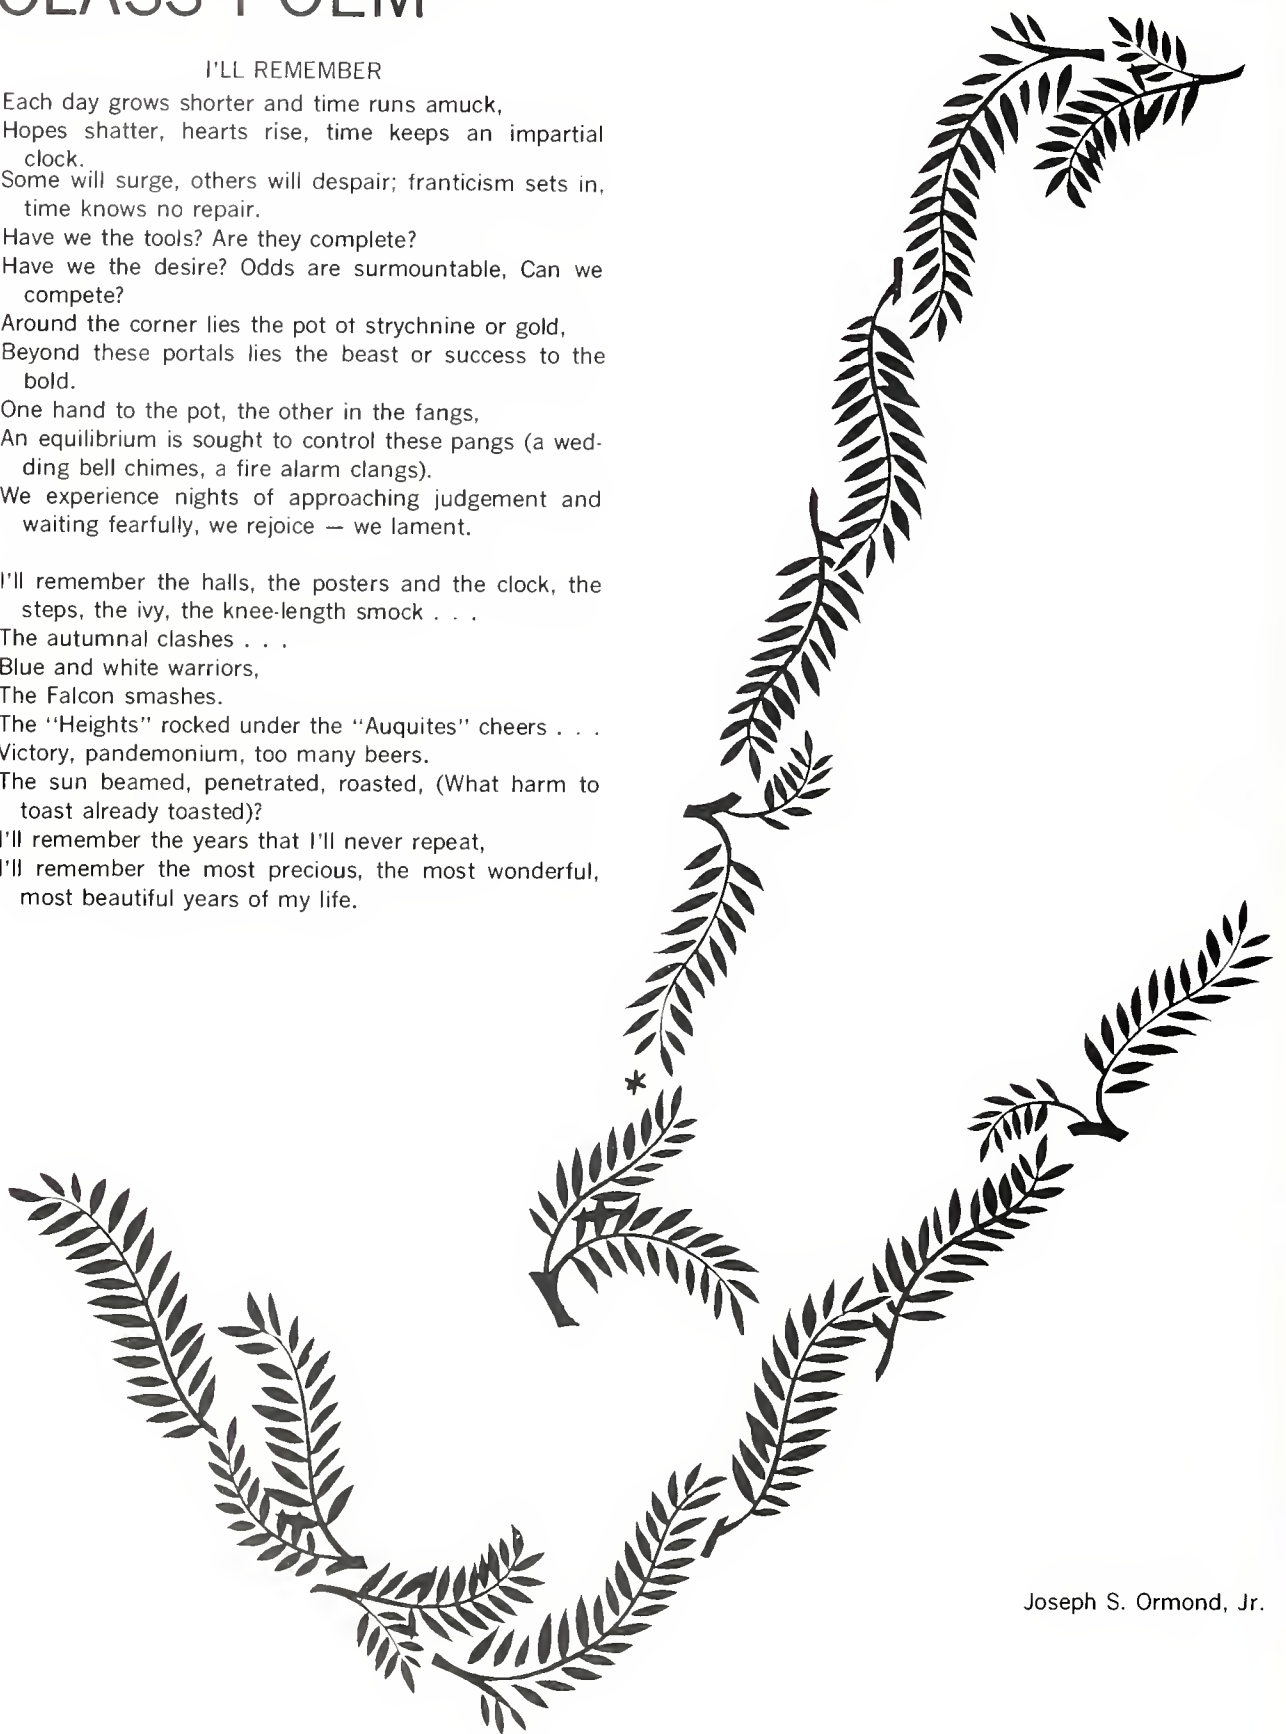 CLASS POEM
I'LL REMEMBER
Each day grows shorter and time runs amuck,
Hopes shatter, hearts rise, time keeps an impartial
clock.
Some will surge, others will despair; franticism sets in,
time knows no repair.
Have we the tools? Are they complete?
Have we the desire? Odds are surmountable, Can we
compete?
Around the corner lies the pot ot strychnine or gold,
Beyond these portals lies the beast or success to the
bold.
One hand to the pot, the other in the fangs,
An equilibrium is sought to control these pangs (a wed-
ding bell chimes, a fire alarm clangs).
We experience nights of approaching judgement and
waiting fearfully, we rejoice — we lament.
I'll remember the halls, the posters and the clock, the
steps, the ivy, the knee-length smock . . .
The autumnal clashes . . .
Blue and white warriors,
The Falcon smashes.
The "Heights" rocked under the "Auquites" cheers . . .
Victory, pandemonium, too many beers.
The sun beamed, penetrated, roasted, (What harm to
toast already toasted)?
I'll remember the years that I'll never repeat,
I'll remember the most precious, the most wonderful,
most beautiful years of my life.
Joseph S. Ormond, Jr.